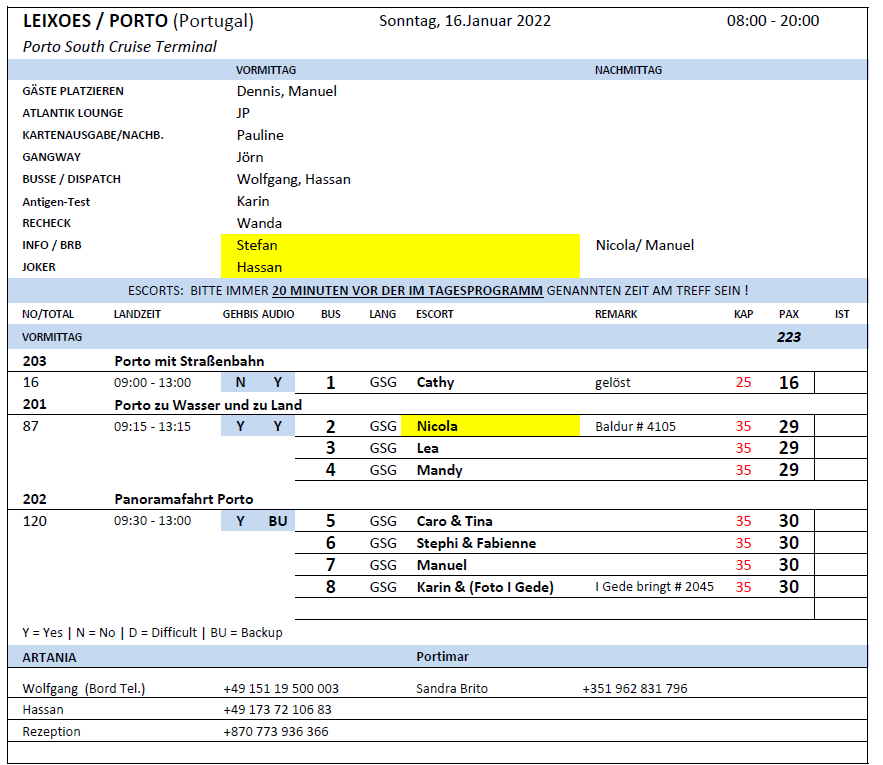 LEIXOES / PORTO (Portugal) Sonntag, 16.Januar 2022 08:00 - 20:00
Porto South Cruise Terminal
VORMITTAG NACHMITTAG
GÄSTE PLATZIEREN Dennis, Manuel
ATLANTIK LOUNGE JP
KARTENAUSGABE/NACHB. Pauline
GANGWAY Jörn
BUSSE / DISPATCH Wolfgang, Hassan
Antigen-Test Karin
RECHECK Wanda
INFO / BRB Stefan Nicola/ Manuel
JOKER Hassan
ESCORTS: BITTE IMMER 20 MINUTEN VOR DER IM TAGESPROGRAMM GENANNTEN ZEIT AM TREFF SEIN !
NO/TOTAL LANDZEIT GEHBIS AUDIO BUS LANG ESCORT REMARK KAP PAX IST
VORMITTAG 223
203 Porto mit Straßenbahn
16 09:00 - 13:00 N Y 1 GSG Cathy gelöst 25 16
201 Porto zu Wasser und zu Land
87 09:15 - 13:15 Y Y 2 GSG Nicola Baldur # 4105 35 29
3 GSG Lea 35 29
4 GSG Mandy 35 29
202 Panoramafahrt Porto
120 09:30 - 13:00 Y BU 5 GSG Caro & Tina 35 30
6 GSG Stephi & Fabienne 35 30
7 GSG Manuel 35 30
8 GSG Karin & (Foto I Gede) I Gede bringt # 2045 35 30
Y = Yes | N = No | D = Difficult | BU = Backup
ARTANIA Portimar
Wolfgang (Bord Tel.) +49 151 19 500 003 Sandra Brito +351 962 831 796
Hassan +49 173 72 106 83
Rezeption +870 773 936 366